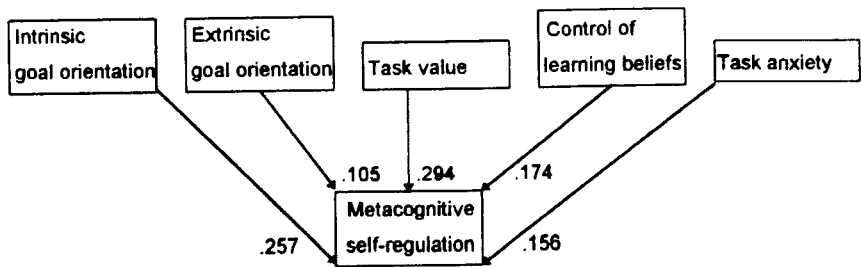 Intrinsic
goal orientation
Extrinsic
goal orientation
Task value
Control of
learning beliefs
Task anxiety
.105
.294
.174
.257
.156
Metacognitive
self-regulation